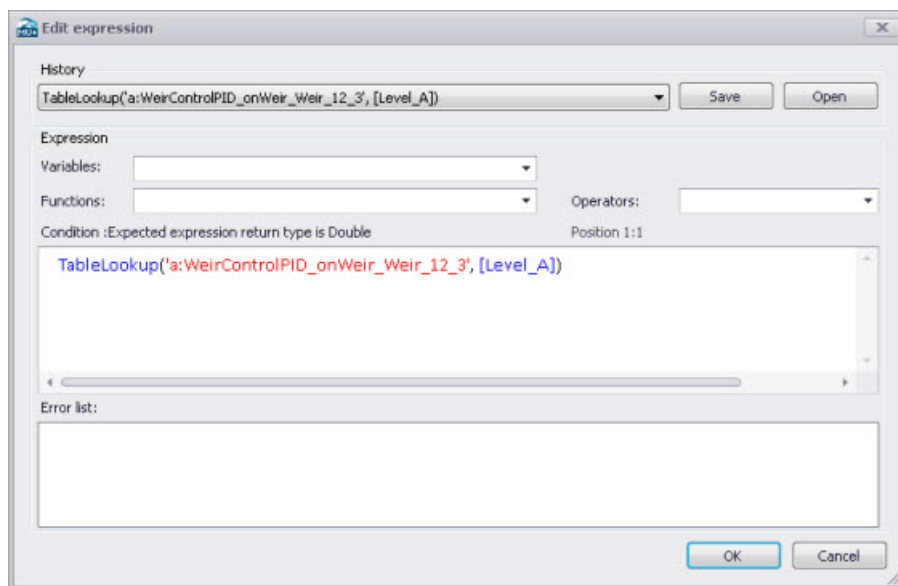 Edit expression
History
TableLookup('a:WeirControlPID_onWeir_Weir_12_3', [Level_A])
Save
Open
Expression
Variables:
Functions:
Operators:
Condition :Expected expression return type is Double
Position 1:1
TableLookup('a:WeirControlPID_onWeir_Weir_12_3', [Level_A])
Error list:
OK
Cancel